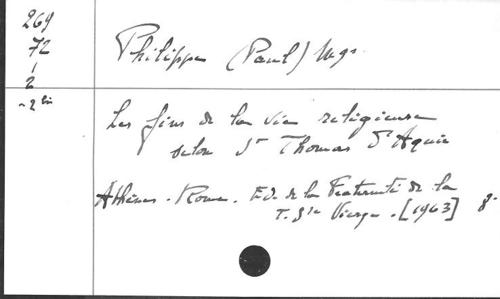 269
72
1
2
Philippe (Paul) Mgr.
~ 2 bis
Les fins de la vie religieuse
selon St Thomas d'Aquin
Athènes. Rome. Ed. de la Fraternité de la
T. Ste Vierge. [1963] 8°